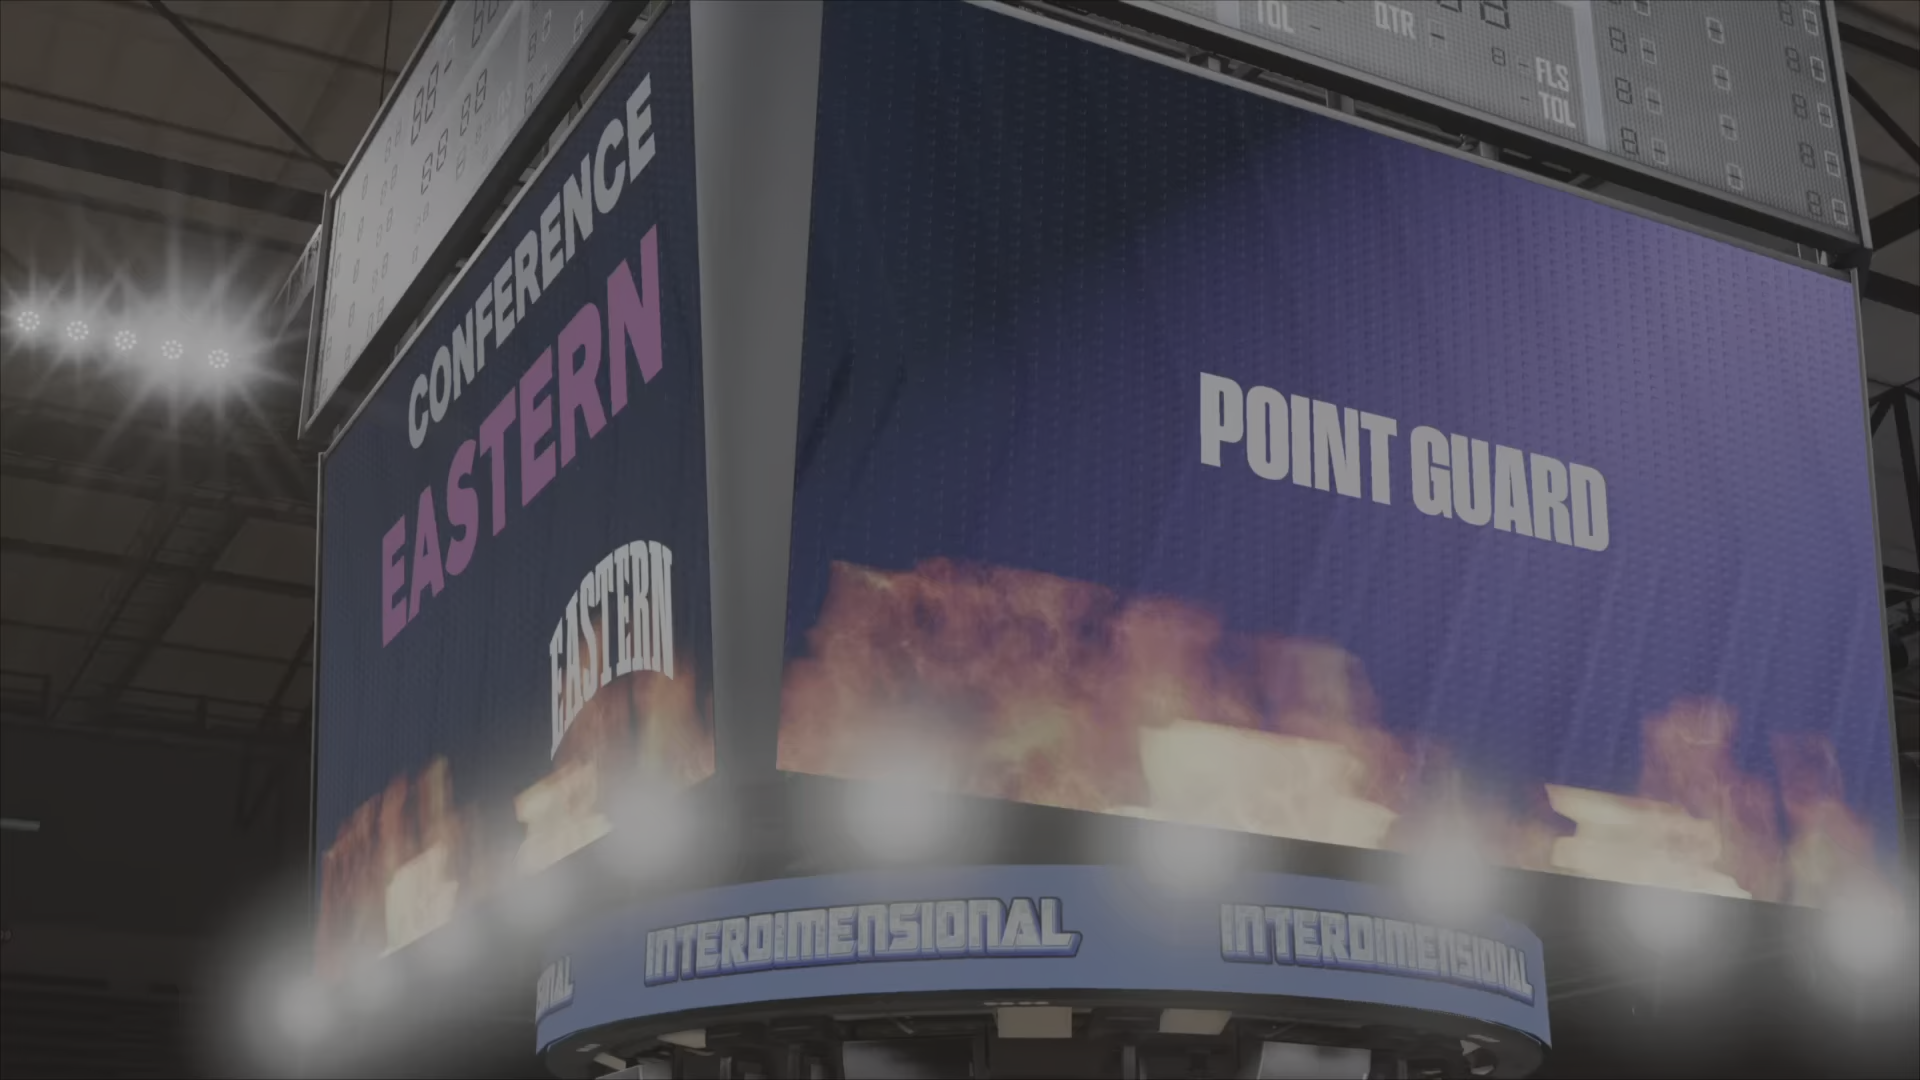 TOL
QTR
FLS
TOL
CONFERENCE
EASTERN
EASTERN
POINT GUARD
INTERDIMENSIONAL
INTERDIMENSIONAL